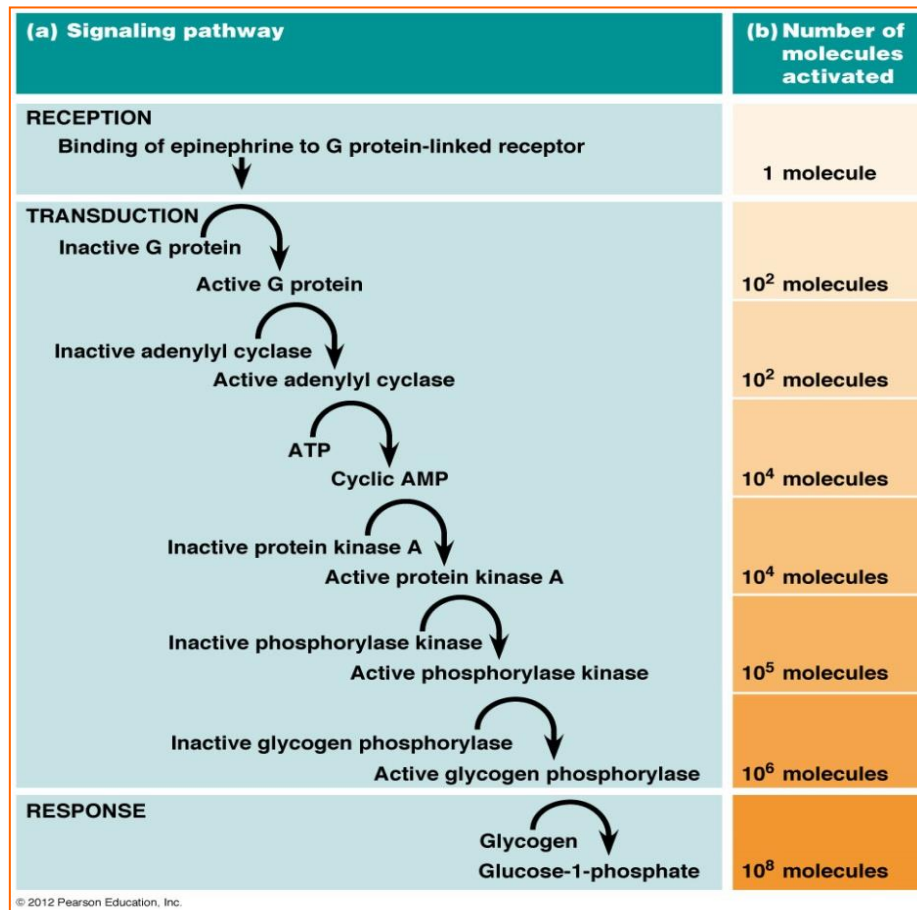 (a) Signaling pathway
(b) Number of
molecules
activated
RECEPTION
Binding of epinephrine to G protein-linked receptor
1 molecule
TRANSDUCTION
Inactive G protein
Active G protein
10² molecules
Inactive adenylyl cyclase
Active adenylyl cyclase
10² molecules
ATP
Cyclic AMP
10⁴ molecules
Inactive protein kinase A
Active protein kinase A
10⁴ molecules
Inactive phosphorylase kinase
Active phosphorylase kinase
10⁵ molecules
Inactive glycogen phosphorylase
Active glycogen phosphorylase
10⁶ molecules
RESPONSE
Glycogen
Glucose-1-phosphate
10⁸ molecules
© 2012 Pearson Education, Inc.